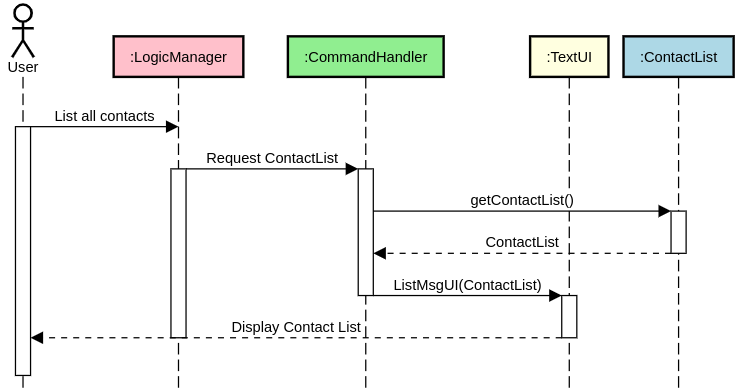 User
:LogicManager
:CommandHandler
:TextUI
:ContactList
List all contacts
Request ContactList
getContactList()
ContactList
ListMsgUI(ContactList)
Display Contact List